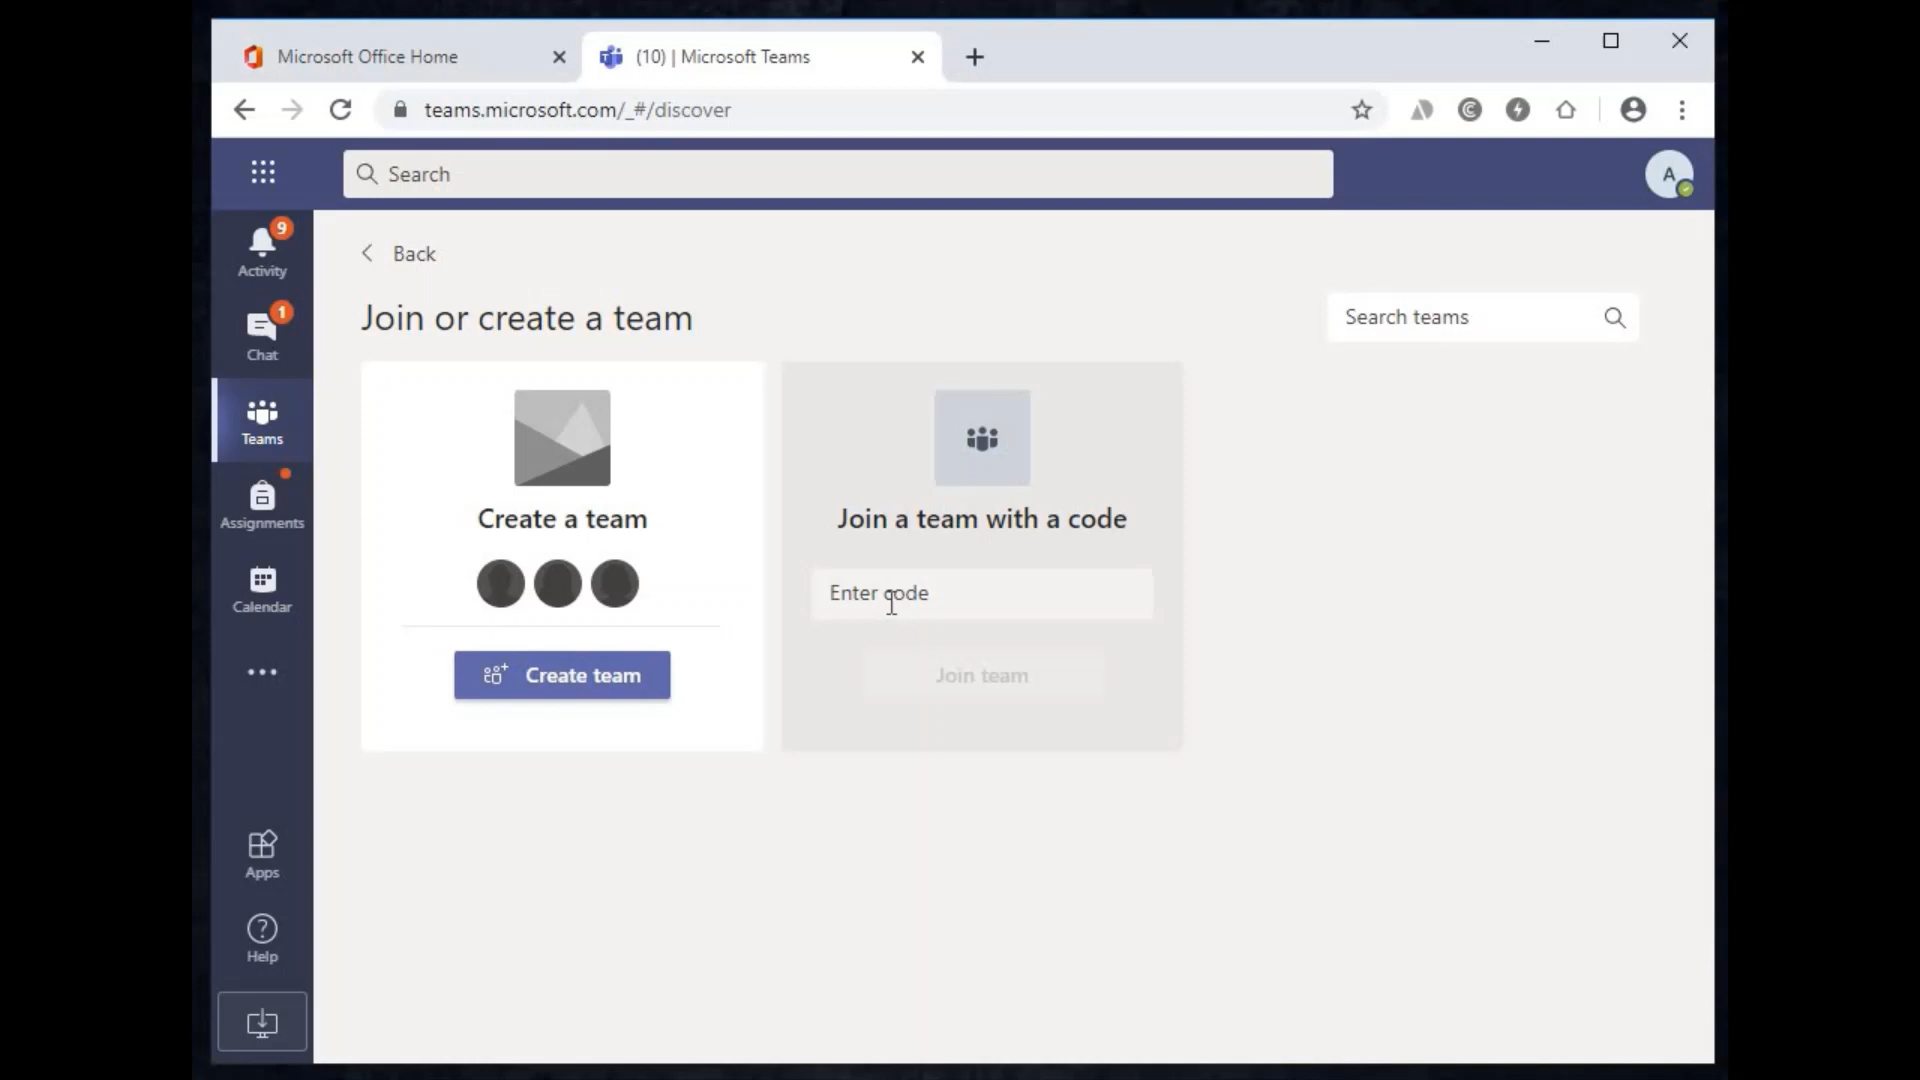 Microsoft Office Home
(10) | Microsoft Teams
teams.microsoft.com/_#/discover
Search
A
9
Activity
Back
1
Chat
Join or create a team
Search teams
Teams
Assignments
Calendar
Create a team
Create team
Join a team with a code
Enter code
Join team
Apps
Help